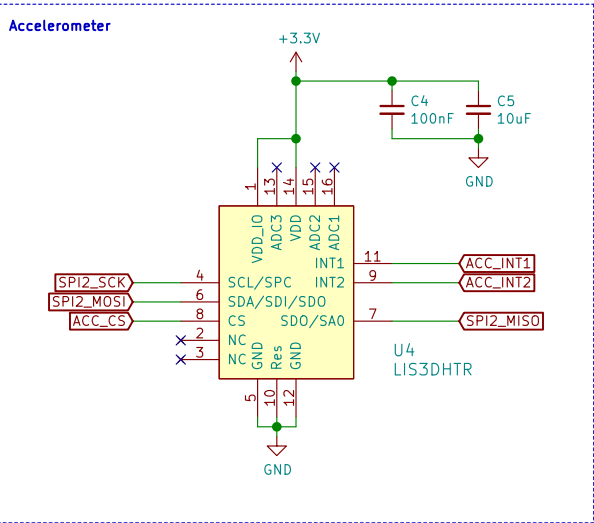 Accelerometer
+3.3V
C4
100nF
C5
10uF
GND
1
13
14
15
16
VDD_IO
ADC3
VDD
ADC2
ADC1
SPI2_SCK
4
SCL/SPC
SPI2_MOSI
6
SDA/SDI/SDO
ACC_CS
8
CS
2
NC
3
NC
INT1
11
ACC_INT1
INT2
9
ACC_INT2
SDO/SA0
7
SPI2_MISO
GND
Res
GND
5
10
12
U4
LIS3DHTR
GND